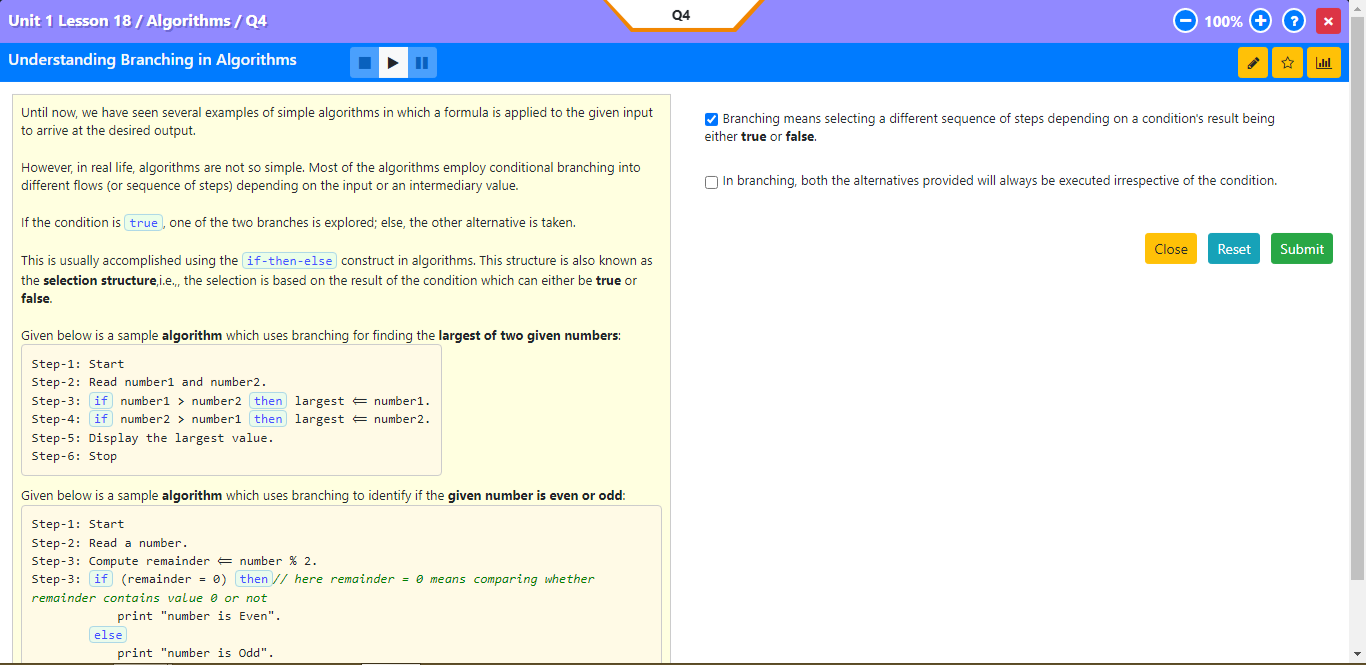 Unit 1 Lesson 18 / Algorithms / Q4
Q4
100%
?
Understanding Branching in Algorithms
Until now, we have seen several examples of simple algorithms in which a formula is applied to the given input
to arrive at the desired output.
However, in real life, algorithms are not so simple. Most of the algorithms employ conditional branching into
different flows (or sequence of steps) depending on the input or an intermediary value.
If the condition is true, one of the two branches is explored; else, the other alternative is taken.
This is usually accomplished using the if-then-else construct in algorithms. This structure is also known as
the selection structure,i.e.,, the selection is based on the result of the condition which can either be true or
false.
Given below is a sample algorithm which uses branching for finding the largest of two given numbers:
Step-1: Start
Step-2: Read number1 and number2.
Step-3: if number1 > number2 then largest ⟸ number1.
Step-4: if number2 > number1 then largest ⟸ number2.
Step-5: Display the largest value.
Step-6: Stop
Given below is a sample algorithm which uses branching to identify if the given number is even or odd:
Step-1: Start
Step-2: Read a number.
Step-3: Compute remainder ⟸ number % 2.
Step-3: if (remainder = 0) then // here remainder = 0 means comparing whether
remainder contains value 0 or not
print "number is Even".
else
print "number is Odd".
Branching means selecting a different sequence of steps depending on a condition's result being
either true or false.
In branching, both the alternatives provided will always be executed irrespective of the condition.
Close Reset Submit